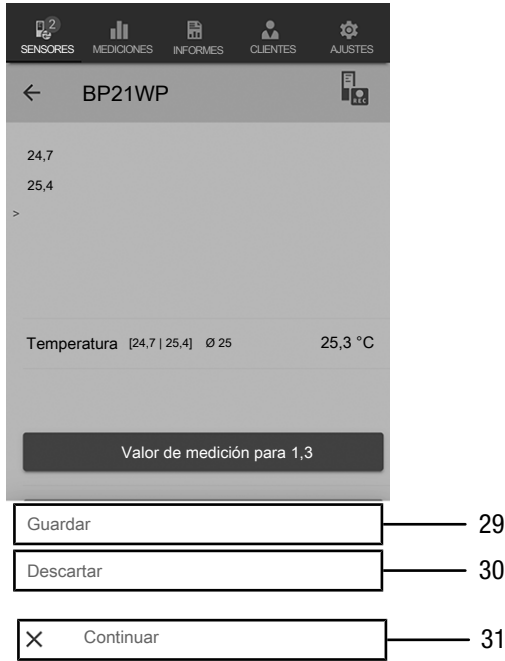 2
SENSORES MEDICIONES INFORMES CLIENTES AJUSTES
BP21WP
REC
24,7
25,4
>
Temperatura [24,7 | 25,4] Ø 25 25,3 °C
Valor de medición para 1,3
Guardar 29
Descartar 30
Continuar 31